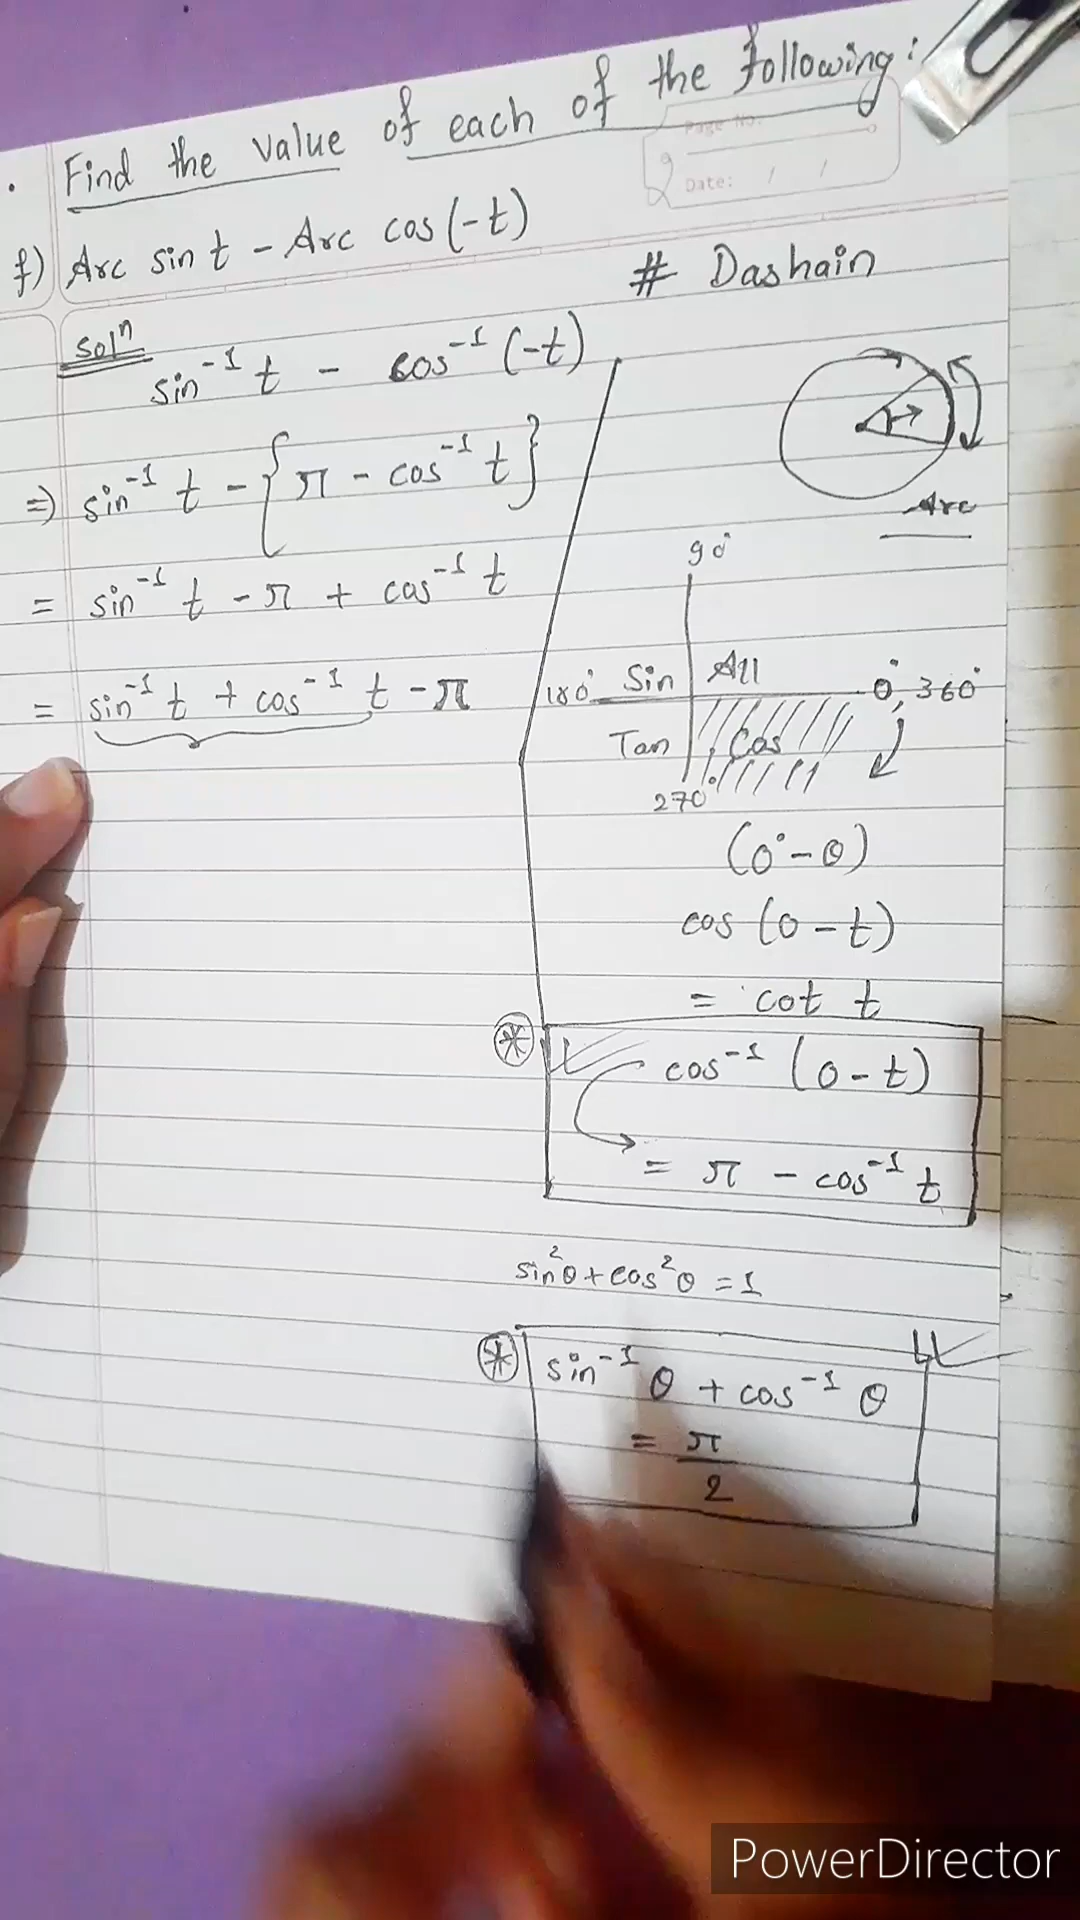 Find the value of each of the following:
Page No.
Date: / /
f) Arc sin t - Arc cos (-t)
# Dashain
Solⁿ
sin⁻¹ t - cos⁻¹ (-t)
=) sin⁻¹ t - { π - cos⁻¹ t }
= sin⁻¹ t - π + cos⁻¹ t
= sin⁻¹ t + cos⁻¹ t - π
Arc
90°
180° Sin All 0°, 360°
Tan Cos
270°
(0° - θ)
cos (0 - t)
= cot t
* cos⁻¹ (0 - t)
= π - cos⁻¹ t
sin²θ + cos²θ = 1
* sin⁻¹ θ + cos⁻¹ θ
= π/2
PowerDirector